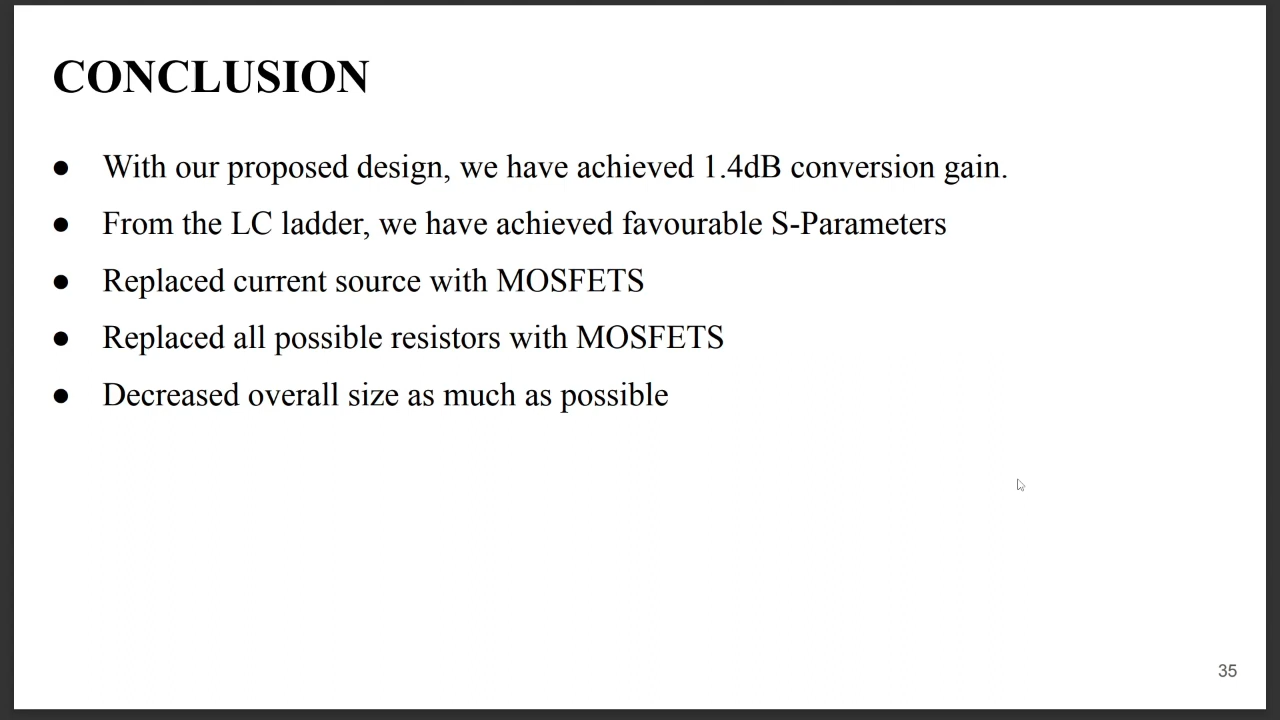 CONCLUSION
● With our proposed design, we have achieved 1.4dB conversion gain.
● From the LC ladder, we have achieved favourable S-Parameters
● Replaced current source with MOSFETS
● Replaced all possible resistors with MOSFETS
● Decreased overall size as much as possible
35